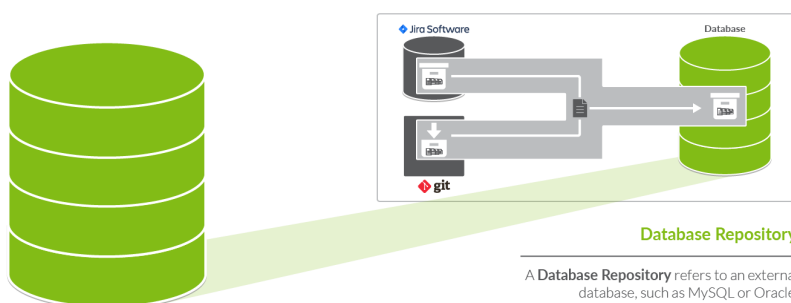 Jira Software
Database
git
Database Repository
A Database Repository refers to an externa
database, such as MySQL or Oracle